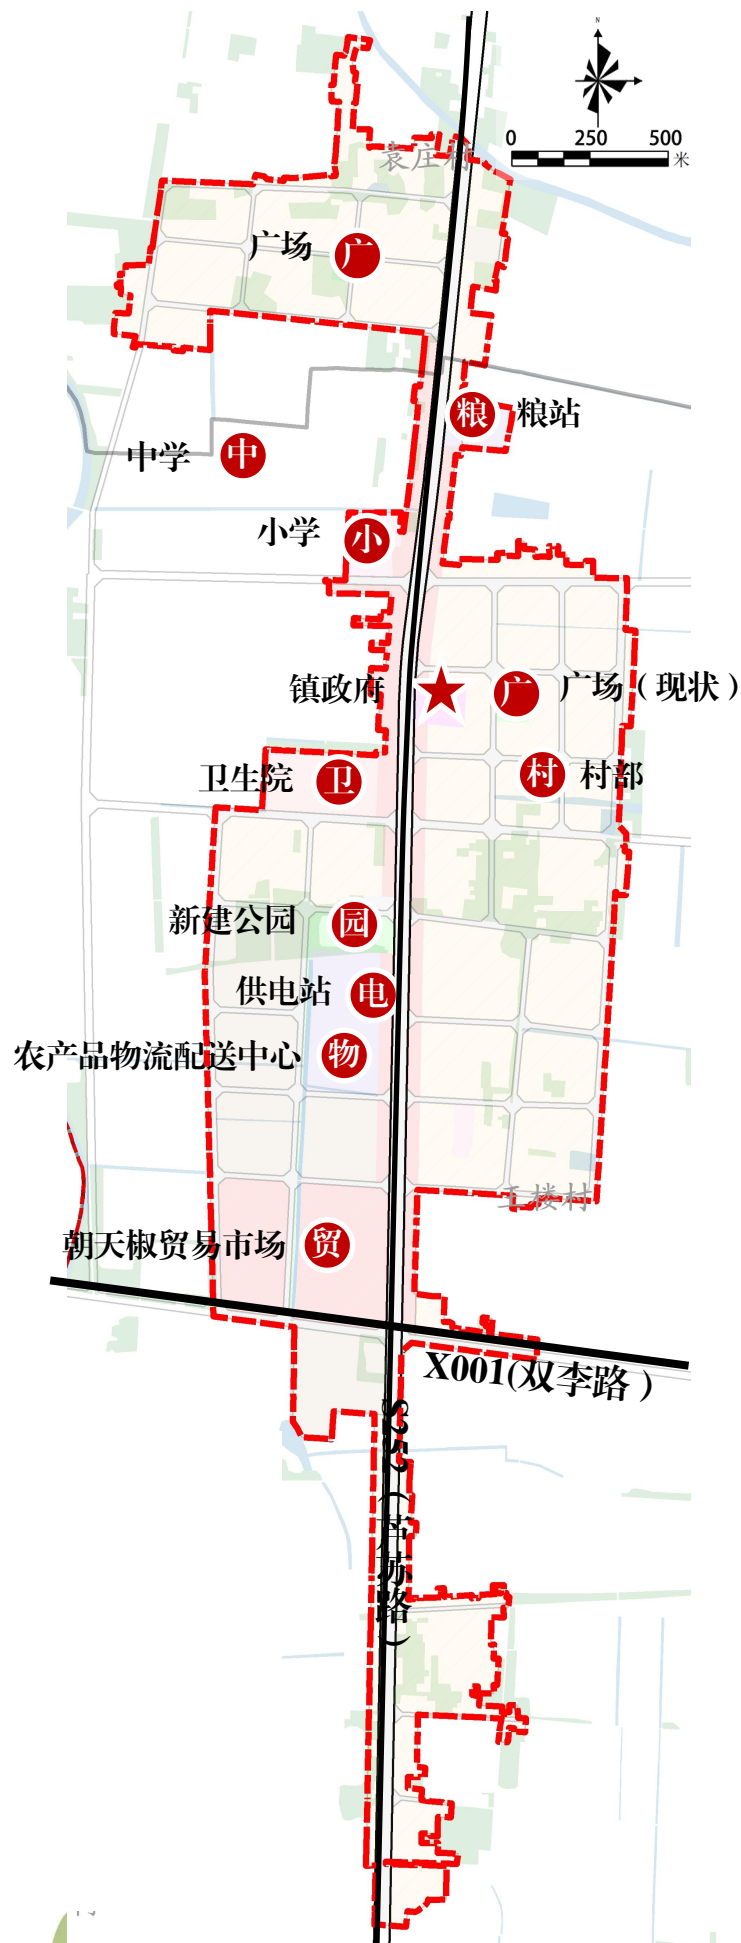 N
0 250 500
米
袁庄村
广场 广
粮 粮站
中学 中
小学 小
镇政府
广 广场（现状）
卫生院 卫
村 村部
新建公园 园
供电站 电
农产品物流配送中心 物
王楼村
朝天椒贸易市场 贸
X001(双李路）
S252（芦苏路）